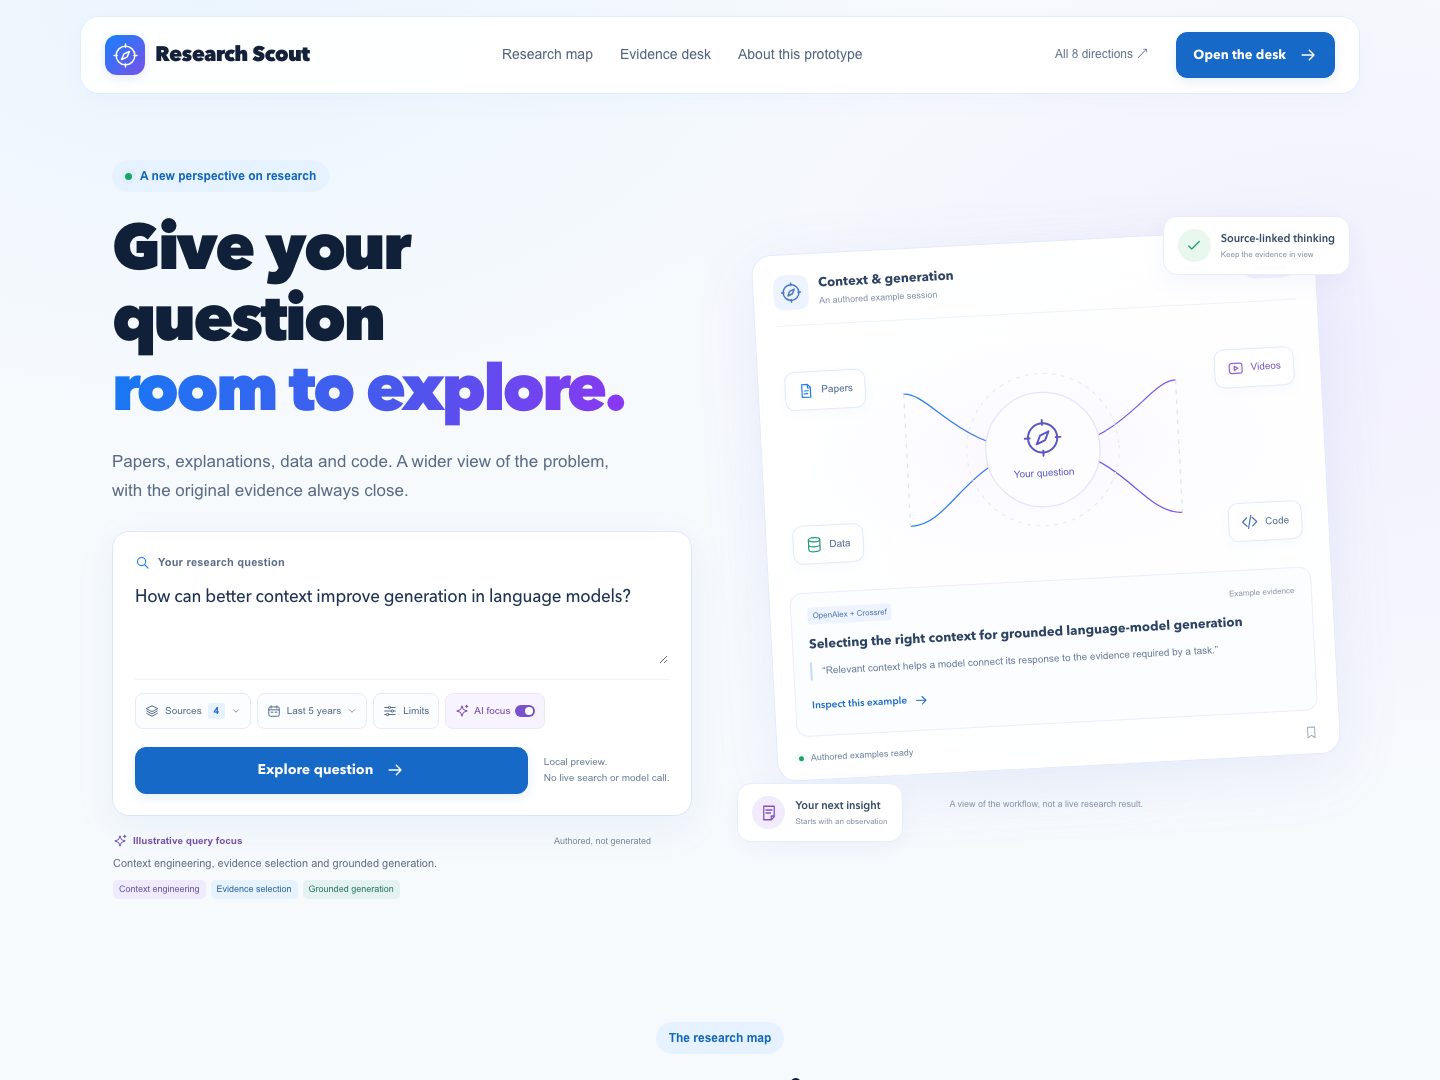 Research Scout
Research map
Evidence desk
About this prototype
All 8 directions ↗
Open the desk →
A new perspective on research
Give your
question
room to explore.
Papers, explanations, data and code. A wider view of the problem,
with the original evidence always close.
Your research question
How can better context improve generation in language models?
Sources 4
Last 5 years
Limits
AI focus
Explore question →
Local preview.
No live search or model call.
Illustrative query focus
Authored, not generated
Context engineering, evidence selection and grounded generation.
Context engineering
Evidence selection
Grounded generation
Source-linked thinking
Keep the evidence in view
Context & generation
An authored example session
Papers
Videos
Your question
Data
Code
OpenAlex + Crossref
Example evidence
Selecting the right context for grounded language-model generation
“Relevant context helps a model connect its response to the evidence required by a task.”
Inspect this example →
Authored examples ready
Your next insight
Starts with an observation
A view of the workflow, not a live research result.
The research map